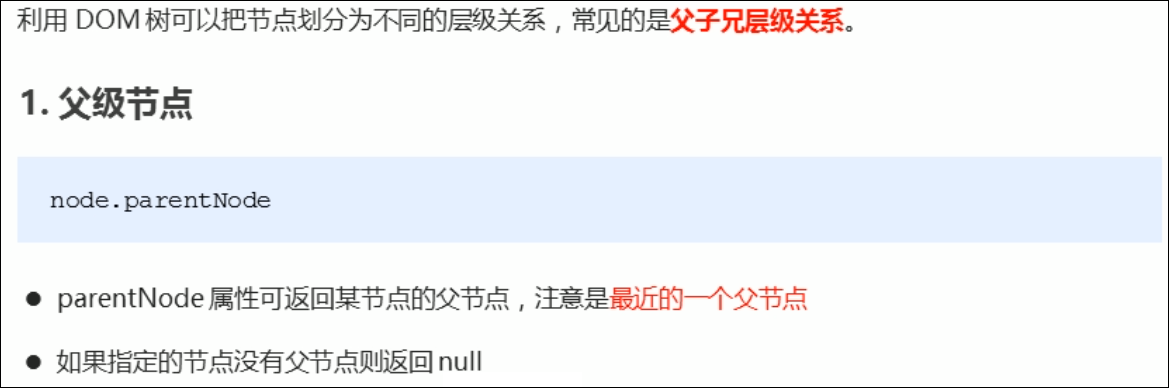 利用 DOM 树可以把节点划分为不同的层级关系，常见的是父子兄层级关系。
1. 父级节点
node.parentNode
● parentNode 属性可返回某节点的父节点，注意是最近的一个父节点
● 如果指定的节点没有父节点则返回 null